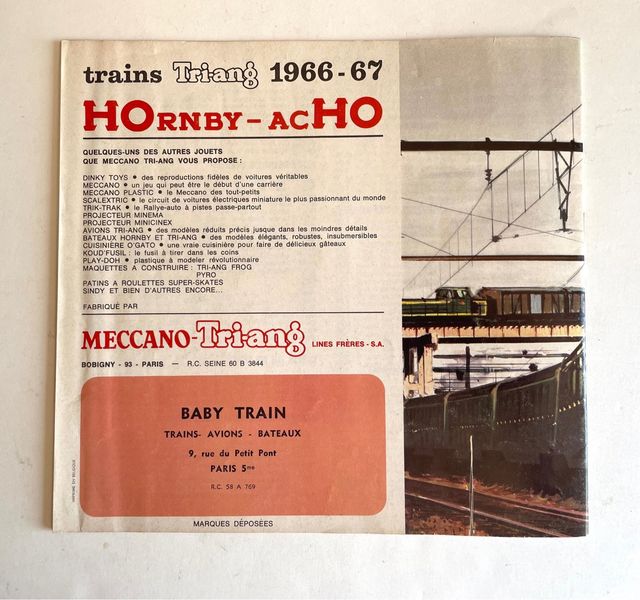 trains Tri-ang 1966-67
HORNBY-ACHO
QUELQUES-UNS DES AUTRES JOUETS
QUE MECCANO TRI-ANG VOUS PROPOSE :
DINKY TOYS • des reproductions fidèles de voitures véritables
MECCANO • un jeu qui peut être le début d'une carrière
MECCANO PLASTIC • le Meccano des tout-petits
SCALEXTRIC • le circuit de voitures électriques miniature le plus passionnant du monde
TRIK-TRAK • le Rallye-auto à pistes passe-partout
PROJECTEUR MINEMA
PROJECTEUR MINICINEX
AVIONS TRI-ANG • des modèles réduits précis jusque dans les moindres détails
BATEAUX HORNBY ET TRI-ANG • des modèles élégants, robustes, insubmersibles
CUISINIÈRE O'GATO • une vraie cuisinière pour faire de délicieux gâteaux
KOUD'FUSIL : le fusil à tirer dans les coins
PLAY-DOH • plastique à modeler révolutionnaire
MAQUETTES A CONSTRUIRE : TRI-ANG FROG
PYRO
PATINS A ROULETTES SUPER-SKATES
SINDY ET BIEN D'AUTRES ENCORE...
FABRIQUÉ PAR
MECCANO-Tri-ang LINES FRÈRES - S.A.
BOBIGNY - 93 - PARIS — R.C. SEINE 60 B 3844
BABY TRAIN
TRAINS- AVIONS - BATEAUX
9, rue du Petit Pont
PARIS 5me
R.C. 58 A 769
IMPRIMÉ EN BELGIQUE
MARQUES DÉPOSÉES